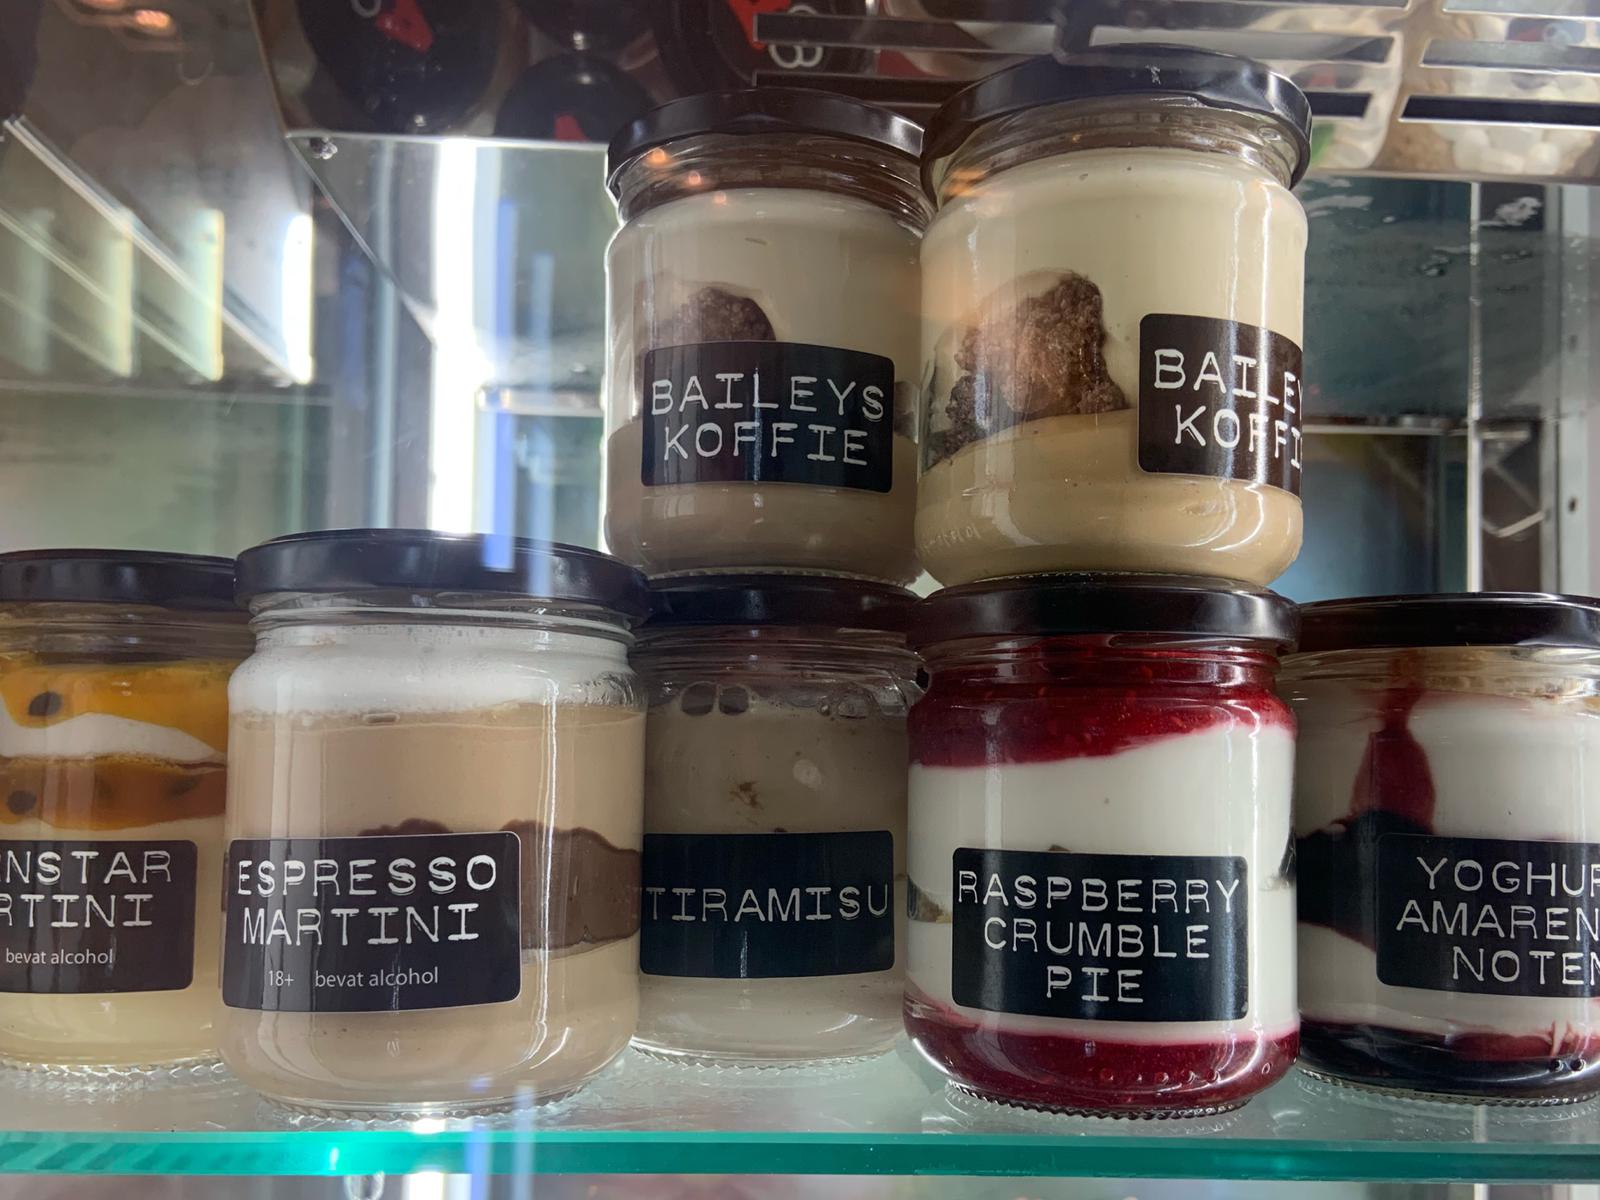 BAILEYS
KOFFIE
BAILEY
KOFFI
NSTAR
RTINI
bevat alcohol
ESPRESSO
MARTINI
18+ bevat alcohol
TIRAMISU
RASPBERRY
CRUMBLE
PIE
YOGHUR
AMAREN
NOTEN